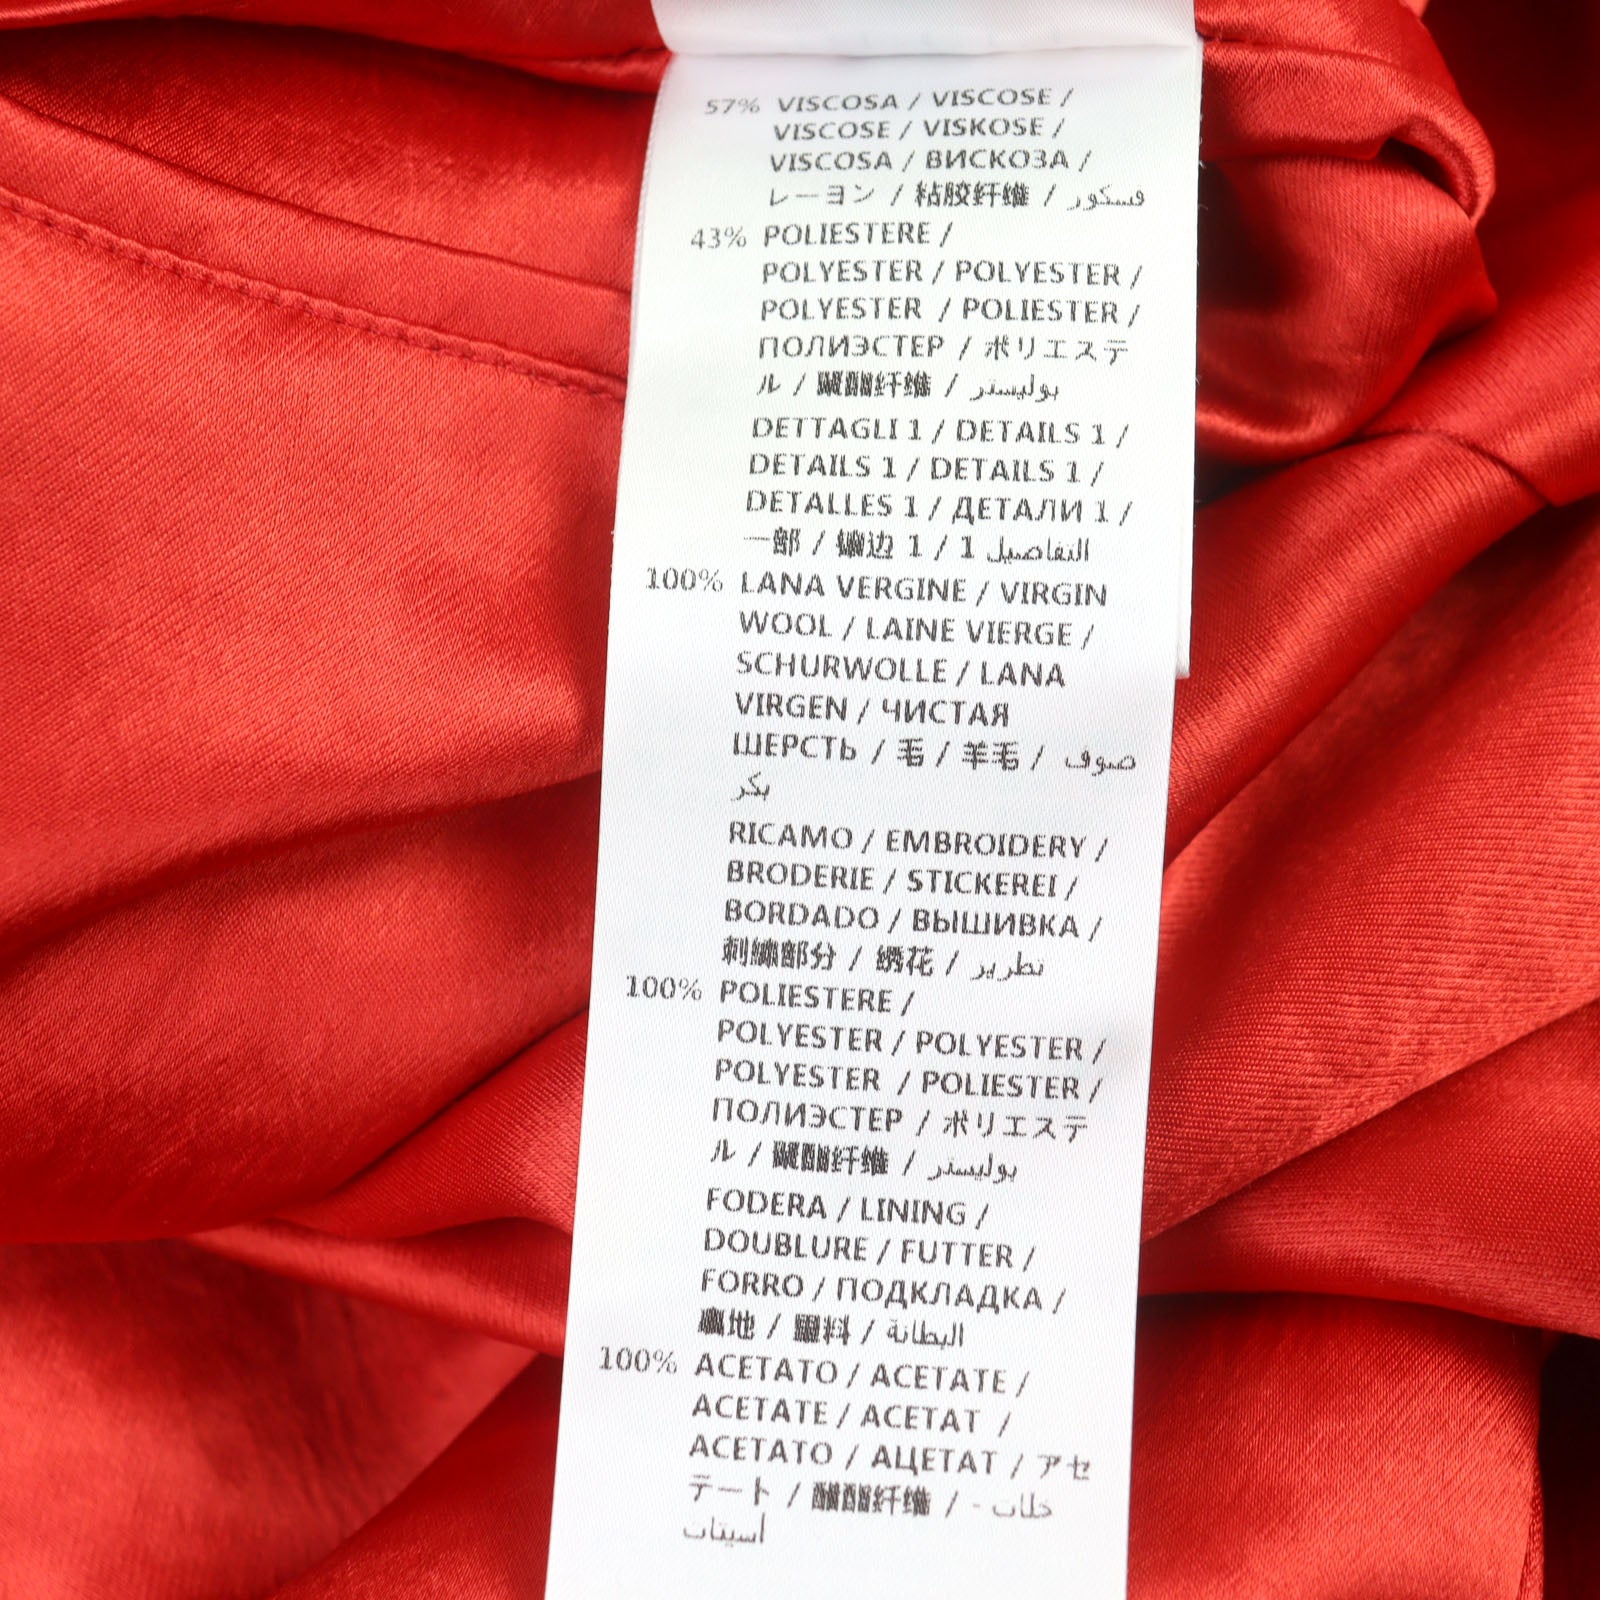 57% VISCOSA / VISCOSE /
VISCOSE / VISKOSE /
VISCOSA / ВИСКОЗА /
レーヨン / 粘胶纤维 / فسكور
43% POLIESTERE /
POLYESTER / POLYESTER /
POLYESTER / POLIESTER /
ПОЛИЭСТЕР / ポリエステ
ル / 聚酯纤维 / بوليستر
DETTAGLI 1 / DETAILS 1 /
DETAILS 1 / DETAILS 1 /
DETALLES 1 / ДЕТАЛИ 1 /
一部 / 镶边 1 / 1 التفاصيل
100% LANA VERGINE / VIRGIN
WOOL / LAINE VIERGE /
SCHURWOLLE / LANA
VIRGEN / ЧИСТАЯ
ШЕРСТЬ / 毛 / 羊毛 / صوف
بكر
RICAMO / EMBROIDERY /
BRODERIE / STICKEREI /
BORDADO / ВЫШИВКА /
刺繍部分 / 绣花 / تطريز
100% POLIESTERE /
POLYESTER / POLYESTER /
POLYESTER / POLIESTER /
ПОЛИЭСТЕР / ポリエステ
ル / 聚酯纤维 / بوليستر
FODERA / LINING /
DOUBLURE / FUTTER /
FORRO / ПОДКЛАДКА /
裏地 / 里料 / البطانة
100% ACETATO / ACETATE /
ACETATE / ACETAT /
ACETATO / АЦЕТАТ / アセ
テート / 醋酯纤维 / - خلات
أسيتات